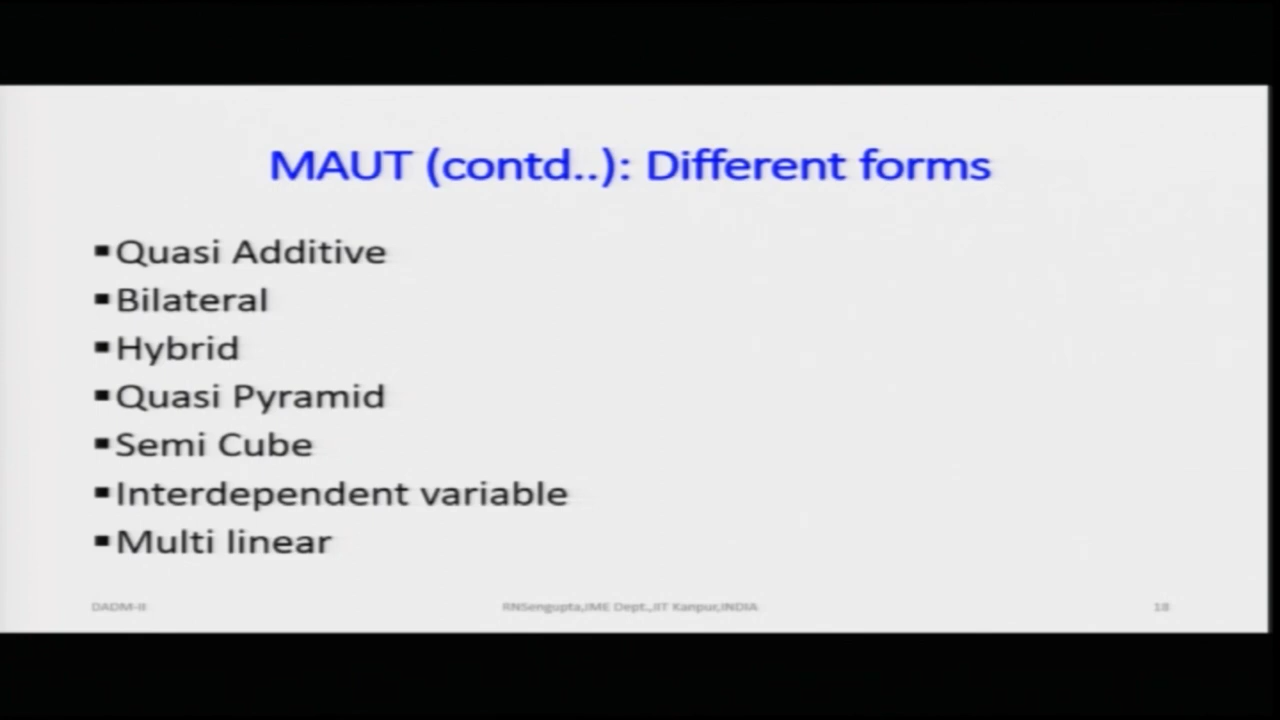 MAUT (contd..): Different forms
▪Quasi Additive
▪Bilateral
▪Hybrid
▪Quasi Pyramid
▪Semi Cube
▪Interdependent variable
▪Multi linear
DADM-II RNSengupta,IME Dept.,IIT Kanpur,INDIA 18